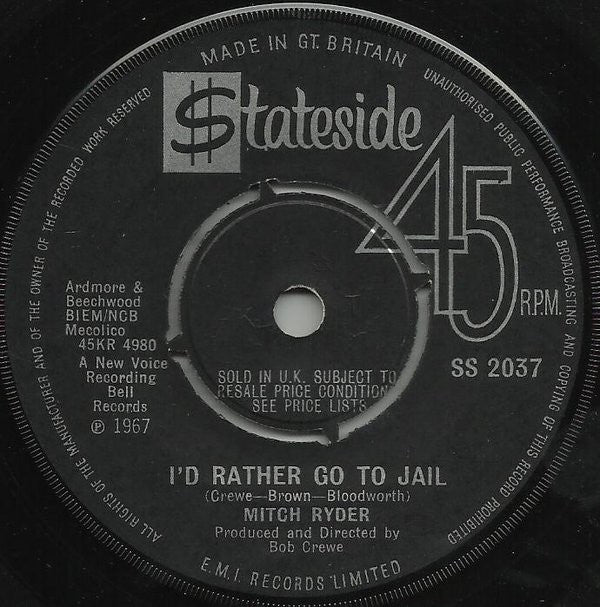 MADE IN GT. BRITAIN
UNAUTHORISED PUBLIC PERFORMANCE BROADCASTING AND COPYING OF THIS RECORD PROHIBITED
ALL RIGHTS OF THE MANUFACTURER AND OF THE OWNER OF THE RECORDED WORK RESERVED
$tateside
45 R.P.M.
Ardmore &
Beechwood
BIEM/NCB
Mecolico
45KR 4980
A New Voice
Recording
Bell
Records
℗ 1967
SS 2037
SOLD IN U.K. SUBJECT TO
RESALE PRICE CONDITION
SEE PRICE LISTS
I'D RATHER GO TO JAIL
(Crewe—Brown—Bloodworth)
MITCH RYDER
Produced and Directed by
Bob Crewe
E.M.I. RECORDS LIMITED